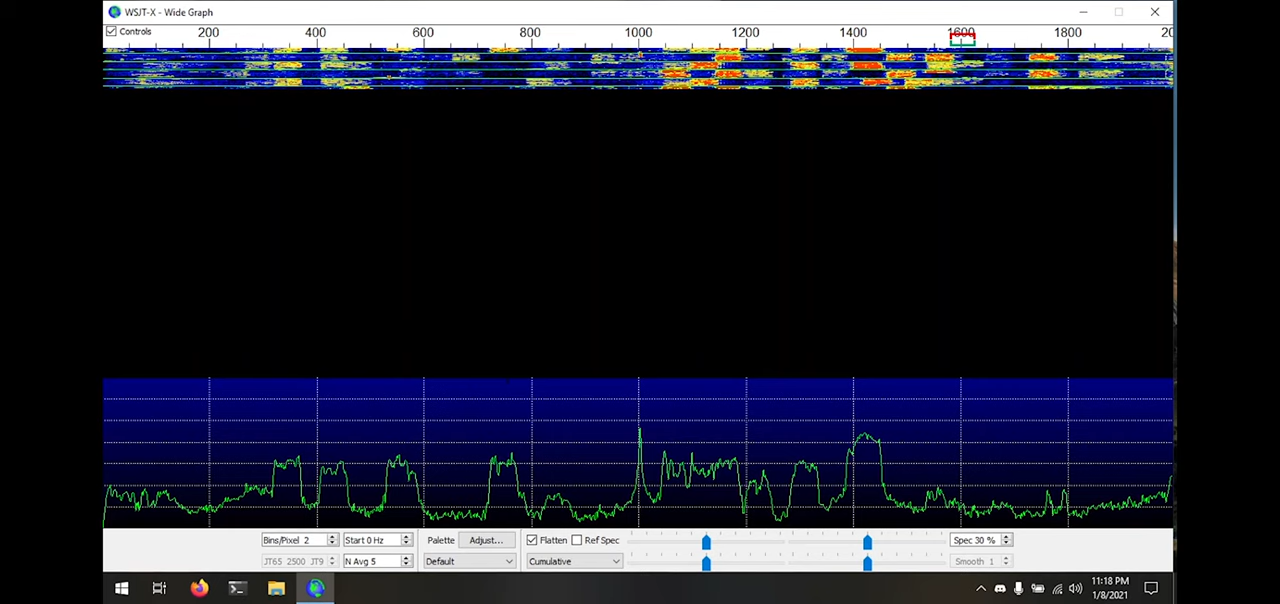 WSJT-X - Wide Graph
Controls 200 400 600 800 1000 1200 1400 1600 1800 20
Bins/Pixel 2 Start 0 Hz Palette Adjust... Flatten Ref Spec Spec 30 %
JT65 2500 JT9 N Avg 5 Default Cumulative Smooth 1
11:18 PM
1/8/2021